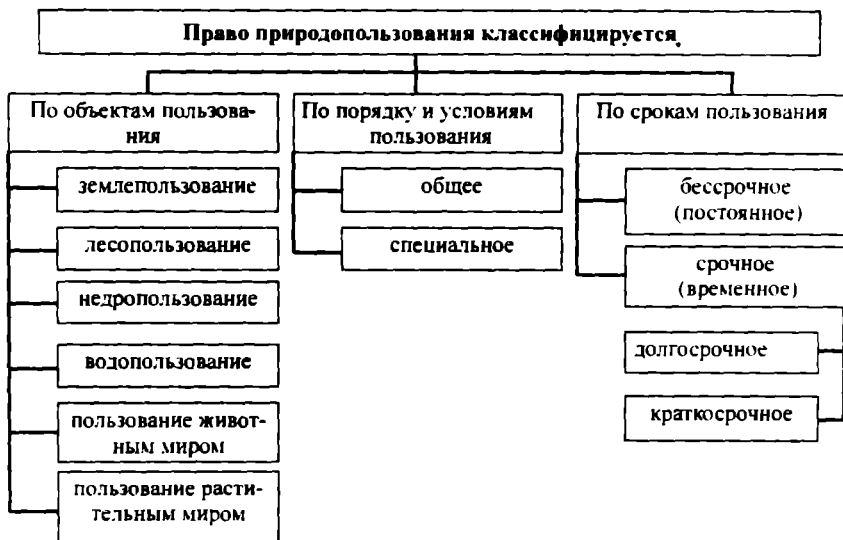 Право природопользования классифицируется
По объектам пользова-
ния
землепользование
лесопользование
недропользование
водопользование
пользование живот-
ным миром
пользование расти-
тельным миром
По порядку и условиям
пользования
общее
специальное
По срокам пользования
бессрочное
(постоянное)
срочное
(временное)
долгосрочное
краткосрочное